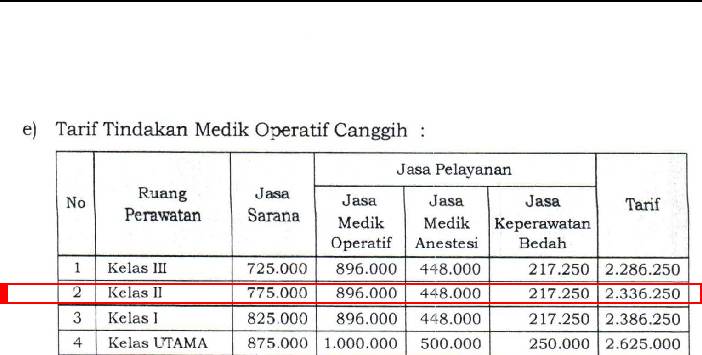 e) Tarif Tindakan Medik Operatif Canggih :
No Ruang Perawatan Jasa Sarana Jasa Pelayanan Tarif
Jasa Medik Operatif Jasa Medik Anestesi Jasa Keperawatan Bedah
1 Kelas III 725.000 896.000 448.000 217.250 2.286.250
2 Kelas II 775.000 896.000 448.000 217.250 2.336.250
3 Kelas I 825.000 896.000 448.000 217.250 2.386.250
4 Kelas UTAMA 875.000 1.000.000 500.000 250.000 2.625.000